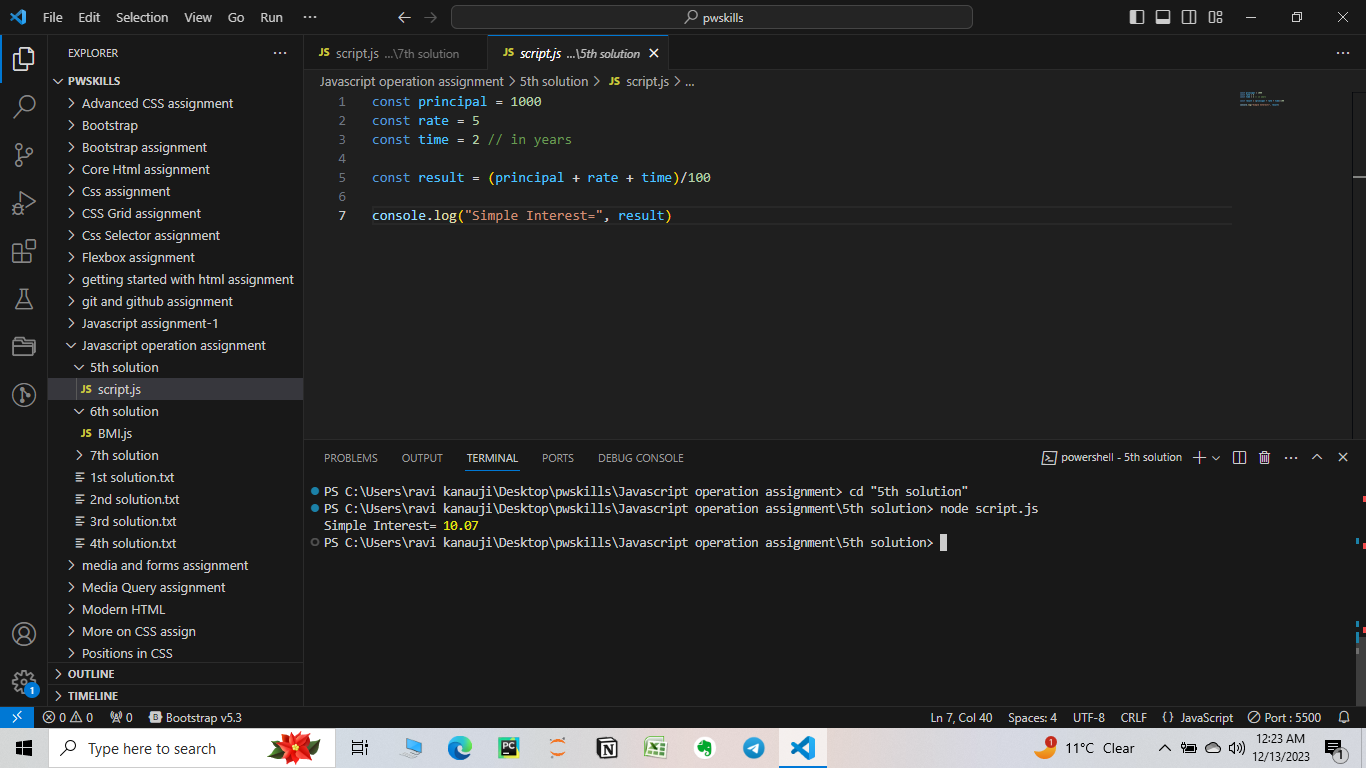 File Edit Selection View Go Run ··· pwskills
EXPLORER ···
PWSKILLS
Advanced CSS assignment
Bootstrap
Bootstrap assignment
Core Html assignment
Css assignment
CSS Grid assignment
Css Selector assignment
Flexbox assignment
getting started with html assignment
git and github assignment
Javascript assignment-1
Javascript operation assignment
5th solution
JS script.js
6th solution
JS BMI.js
7th solution
1st solution.txt
2nd solution.txt
3rd solution.txt
4th solution.txt
media and forms assignment
Media Query assignment
Modern HTML
More on CSS assign
Positions in CSS
OUTLINE
TIMELINE
JS script.js ...\7th solution JS script.js ...\5th solution
Javascript operation assignment > 5th solution > JS script.js > ...
1 const principal = 1000
2 const rate = 5
3 const time = 2 // in years
4
5 const result = (principal + rate + time)/100
6
7 console.log("Simple Interest=", result)
PROBLEMS OUTPUT TERMINAL PORTS DEBUG CONSOLE powershell - 5th solution
PS C:\Users\ravi kanauji\Desktop\pwskills\Javascript operation assignment> cd "5th solution"
PS C:\Users\ravi kanauji\Desktop\pwskills\Javascript operation assignment\5th solution> node script.js
Simple Interest= 10.07
PS C:\Users\ravi kanauji\Desktop\pwskills\Javascript operation assignment\5th solution>
1
0 0 0 Bootstrap v5.3 Ln 7, Col 40 Spaces: 4 UTF-8 CRLF {} JavaScript Port : 5500
Type here to search 1 11°C Clear 12:23 AM
12/13/2023 1